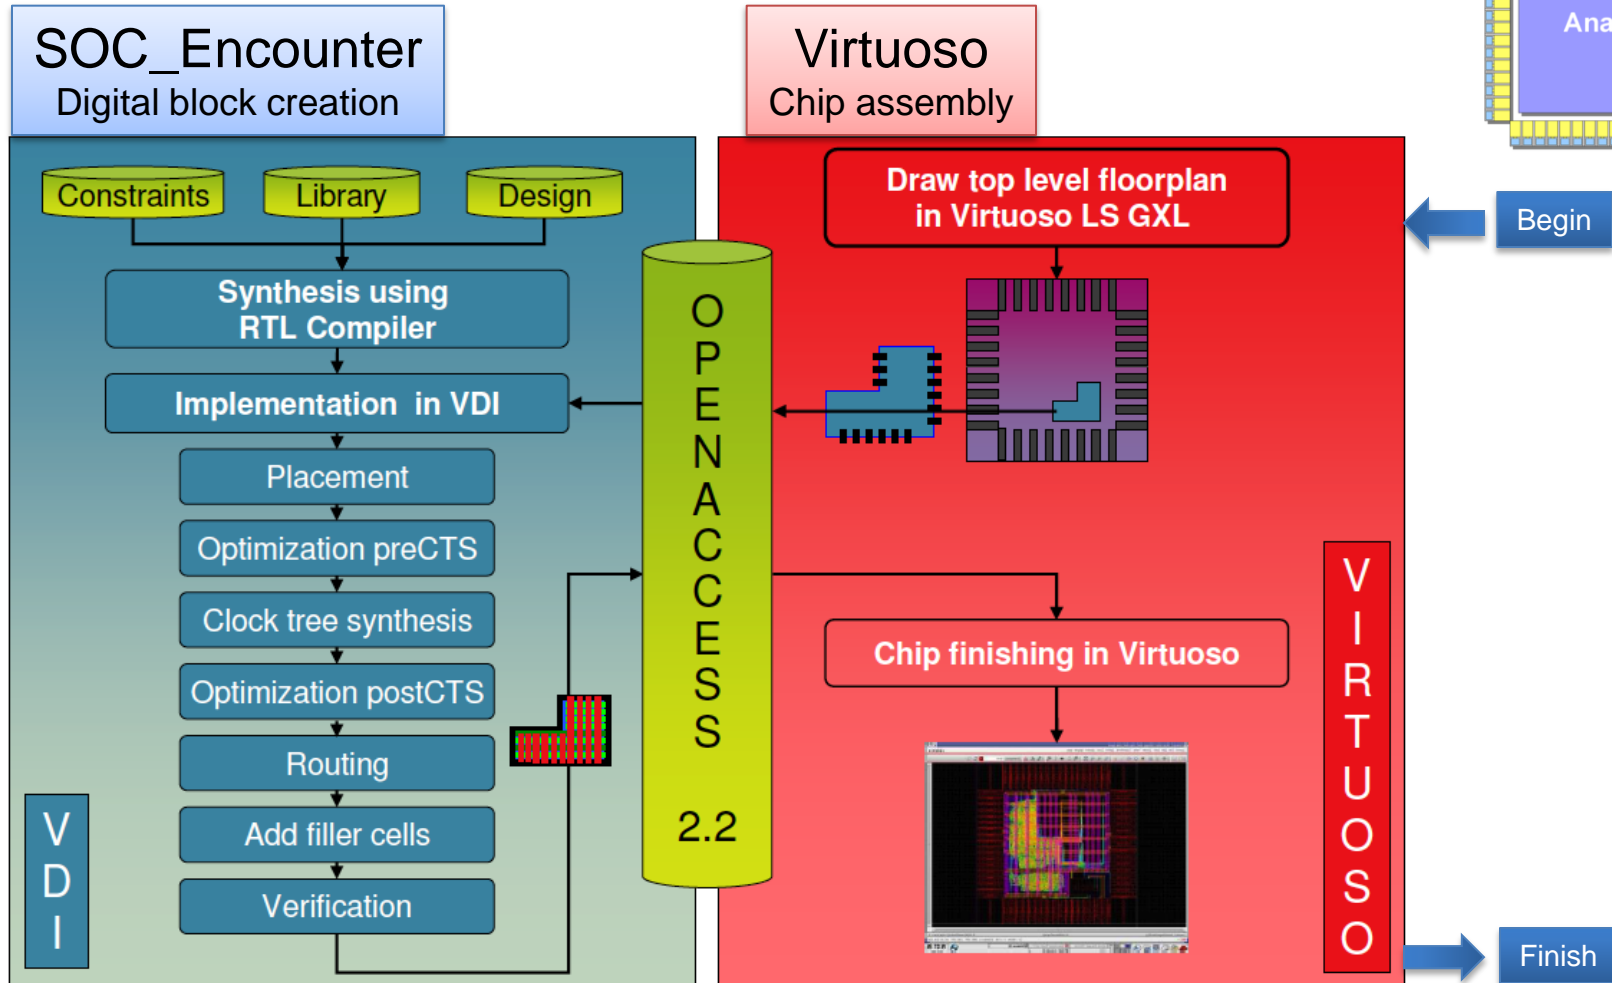 SOC_Encounter
Digital block creation
Virtuoso
Chip assembly
Constraints
Library
Design
Synthesis using
RTL Compiler
Implementation in VDI
Placement
Optimization preCTS
Clock tree synthesis
Optimization postCTS
Routing
Add filler cells
Verification
VDI
OPENACCESS
2.2
Draw top level floorplan
in Virtuoso LS GXL
Chip finishing in Virtuoso
VIRTUOSO
Ana
Begin
Finish